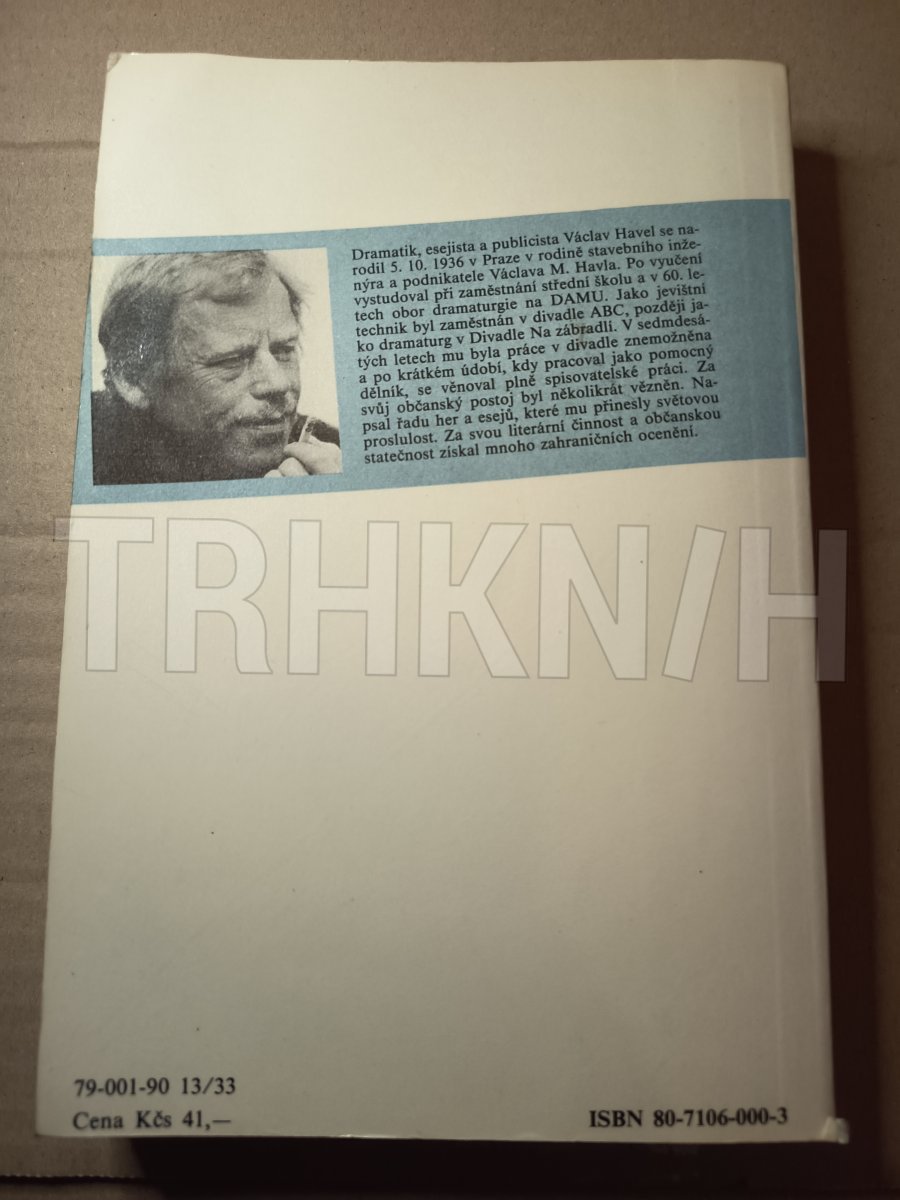 Dramatik, esejista a publicista Václav Havel se na-
rodil 5. 10. 1936 v Praze v rodině stavebního inže-
nýra a podnikatele Václava M. Havla. Po vyučení
vystudoval při zaměstnání střední školu a v 60. le-
tech obor dramaturgie na DAMU. Jako jevištní
technik byl zaměstnán v divadle ABC, později ja-
ko dramaturg v Divadle Na zábradlí. V sedmdesá-
tých letech mu byla práce v divadle znemožněna
a po krátkém údobí, kdy pracoval jako pomocný
dělník, se věnoval plně spisovatelské práci. Za
svůj občanský postoj byl několikrát vězněn. Na-
psal řadu her a esejů, které mu přinesly světovou
proslulost. Za svou literární činnost a občanskou
statečnost získal mnoho zahraničních ocenění.
TRHKN/H
79-001-90 13/33
Cena Kčs 41,—
ISBN 80-7106-000-3